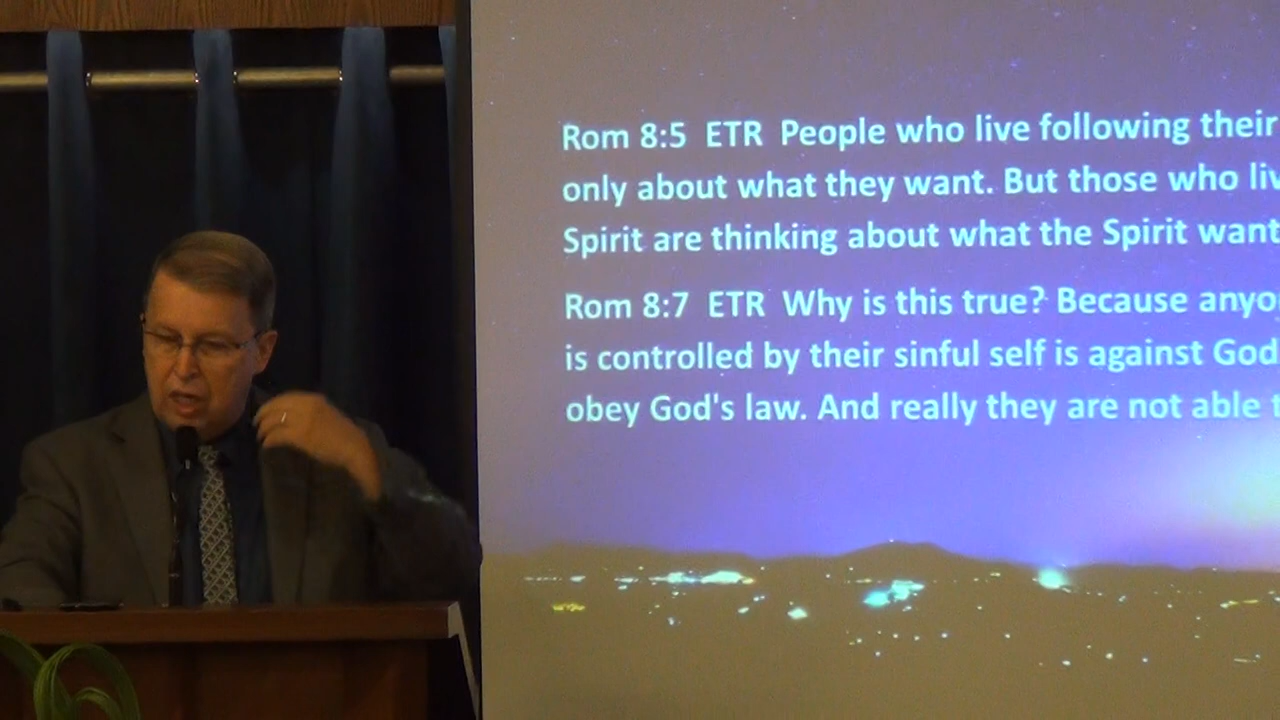 Rom 8:5 ETR People who live following their
only about what they want. But those who liv
Spirit are thinking about what the Spirit want
Rom 8:7 ETR Why is this true? Because anyo
is controlled by their sinful self is against God
obey God's law. And really they are not able t